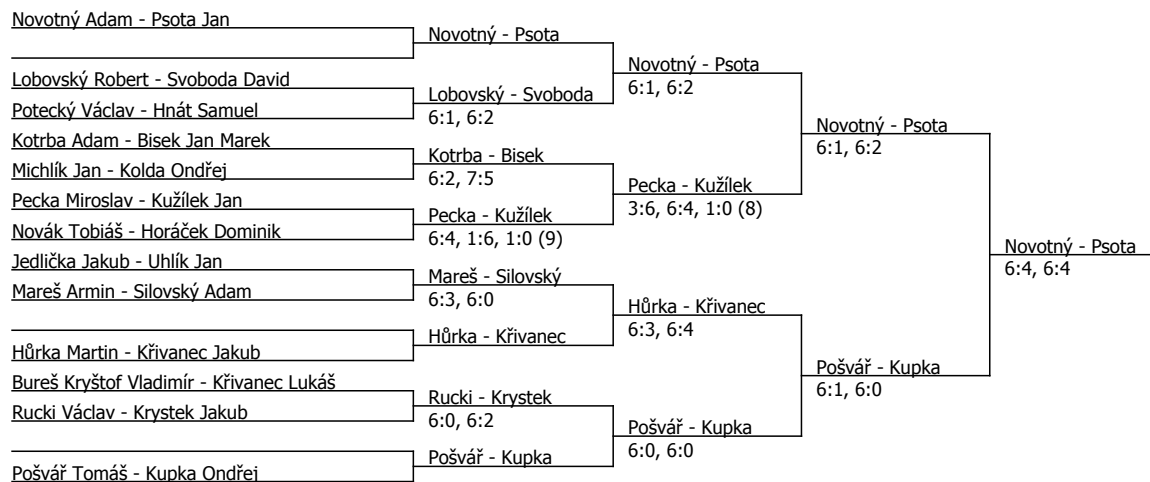 Novotný Adam - Psota Jan
Lobovský Robert - Svoboda David
Potecký Václav - Hnát Samuel
Kotrba Adam - Bisek Jan Marek
Michlík Jan - Kolda Ondřej
Pecka Miroslav - Kužílek Jan
Novák Tobiáš - Horáček Dominik
Jedlička Jakub - Uhlík Jan
Mareš Armin - Silovský Adam
Hůrka Martin - Křivanec Jakub
Bureš Kryštof Vladimír - Křivanec Lukáš
Rucki Václav - Krystek Jakub
Pošvář Tomáš - Kupka Ondřej
Novotný - Psota
Lobovský - Svoboda
6:1, 6:2
Kotrba - Bisek
6:2, 7:5
Pecka - Kužílek
6:4, 1:6, 1:0 (9)
Mareš - Silovský
6:3, 6:0
Hůrka - Křivanec
Rucki - Krystek
6:0, 6:2
Pošvář - Kupka
Novotný - Psota
6:1, 6:2
Pecka - Kužílek
3:6, 6:4, 1:0 (8)
Hůrka - Křivanec
6:3, 6:4
Pošvář - Kupka
6:0, 6:0
Novotný - Psota
6:1, 6:2
Pošvář - Kupka
6:1, 6:0
Novotný - Psota
6:4, 6:4